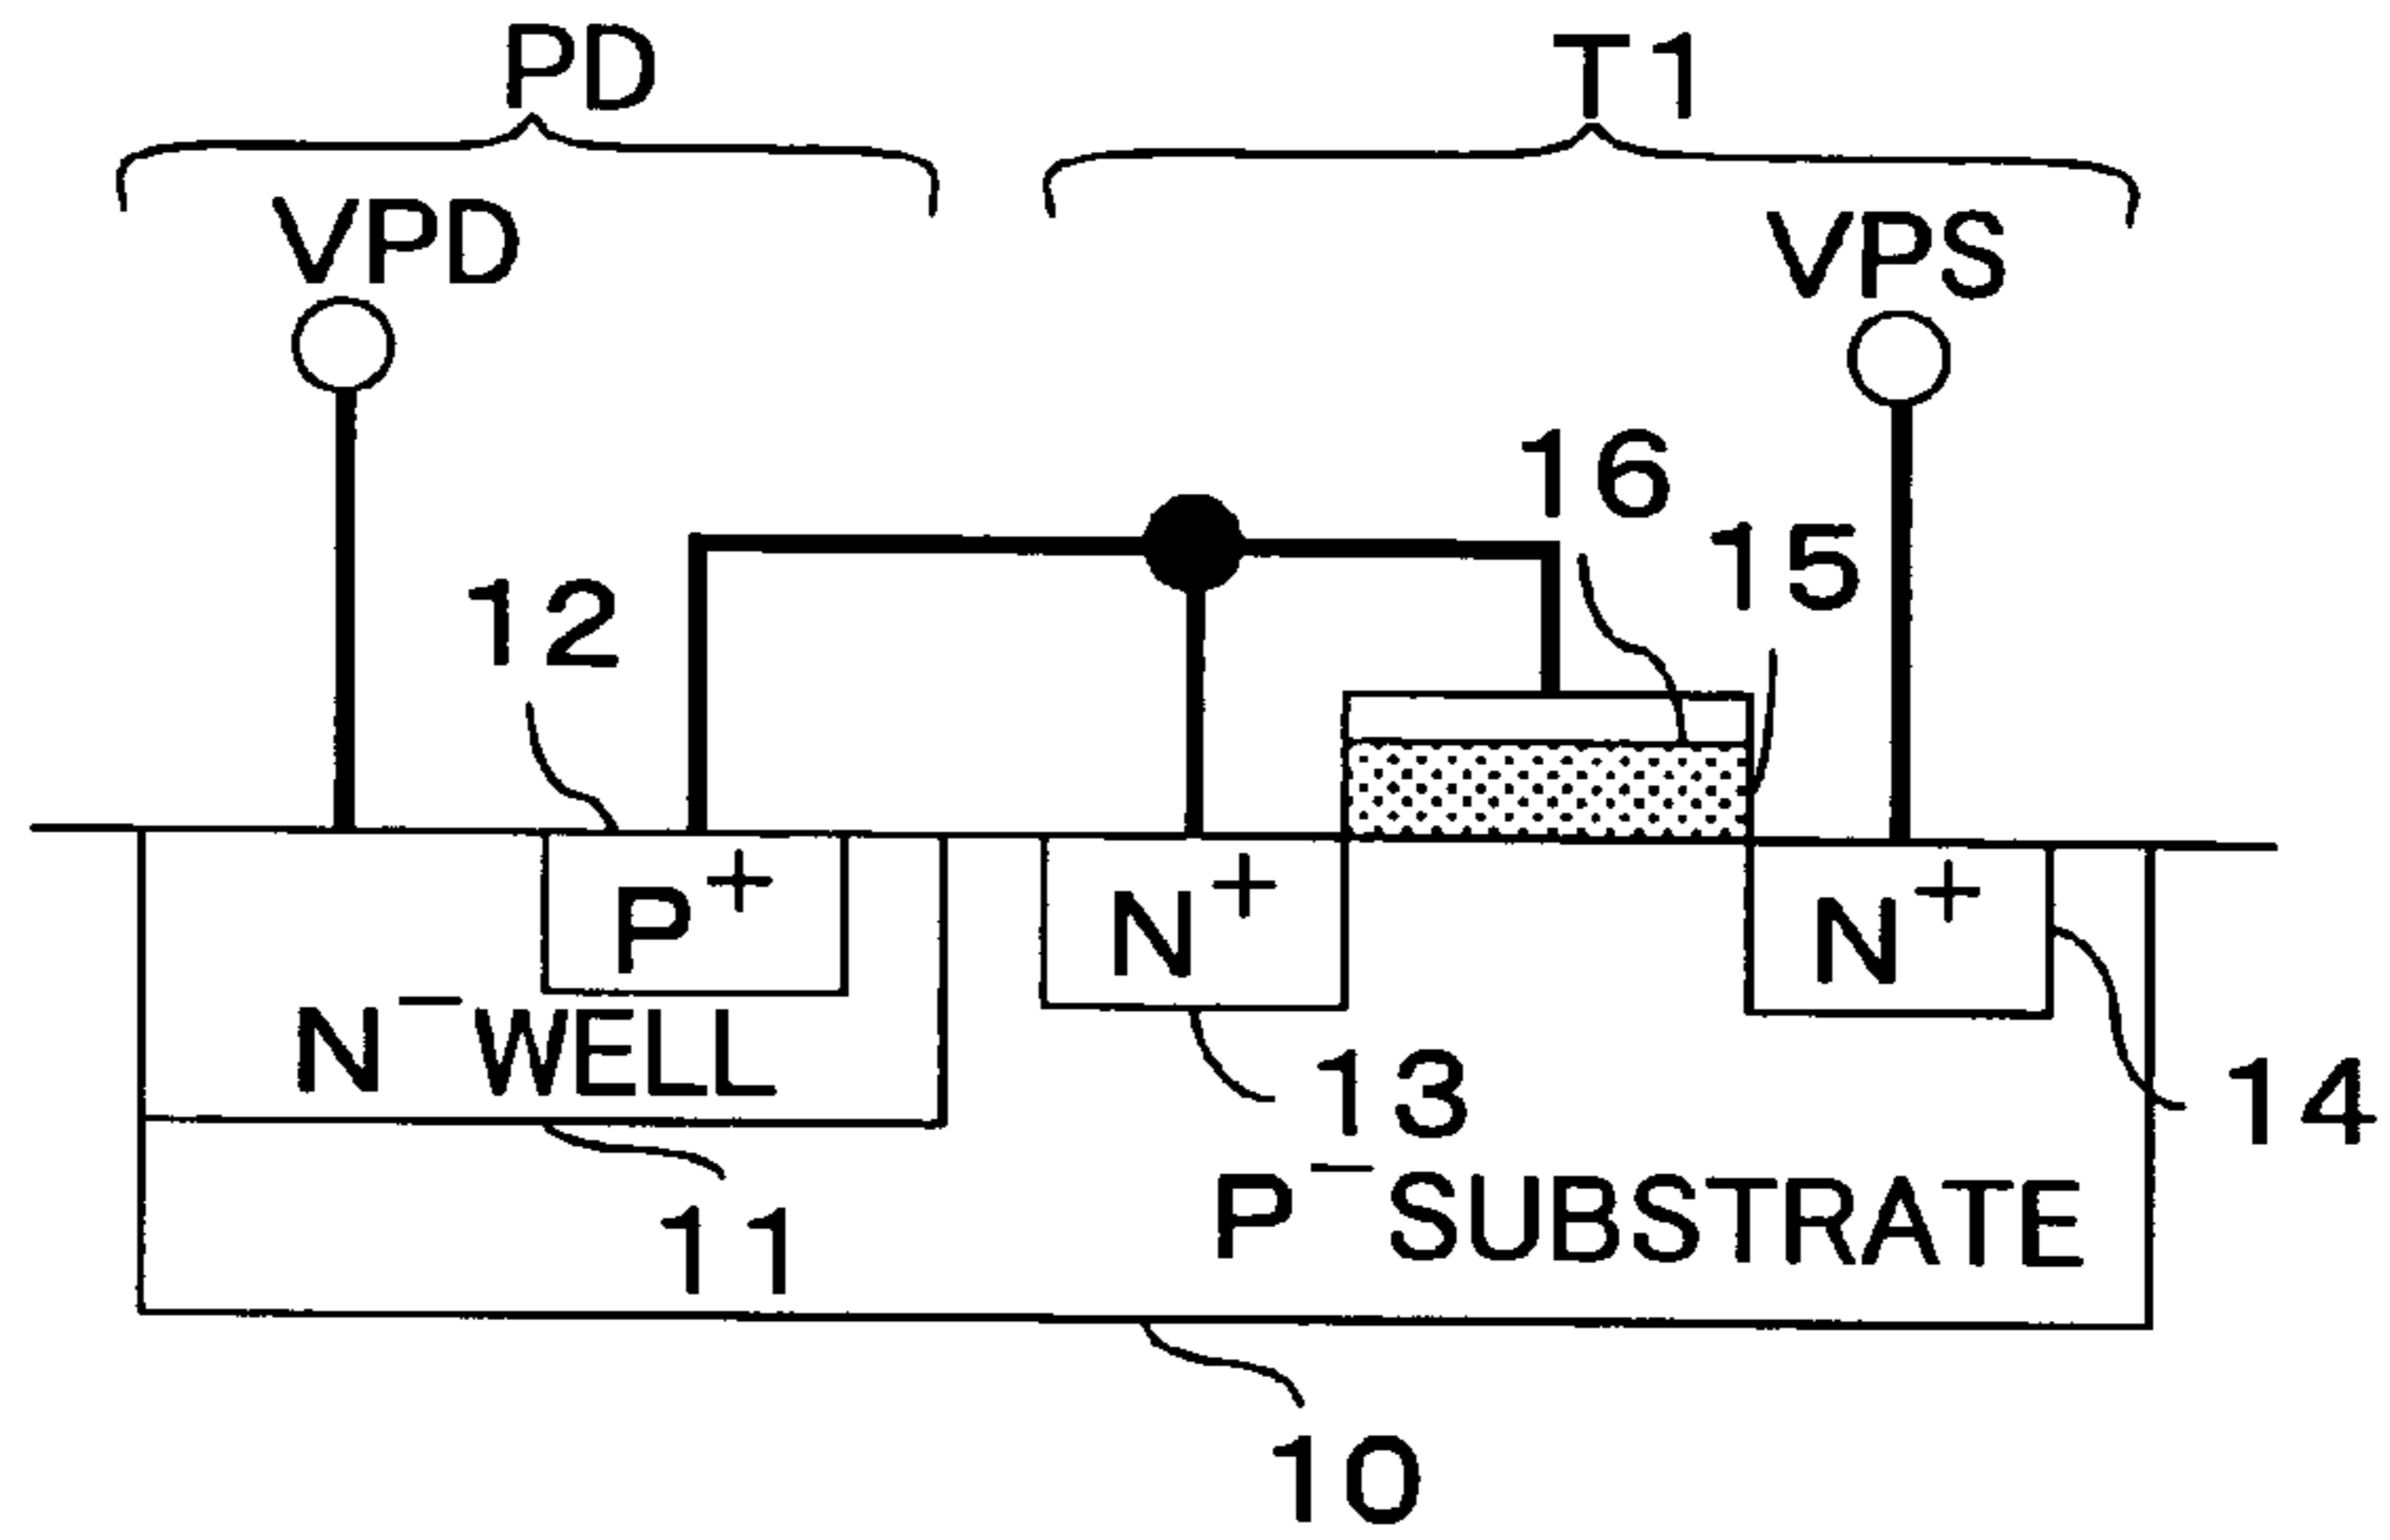 PD T1
VPD VPS
16
15
12
P+ N+ N+
N−WELL
13 14
P−SUBSTRATE
11
10